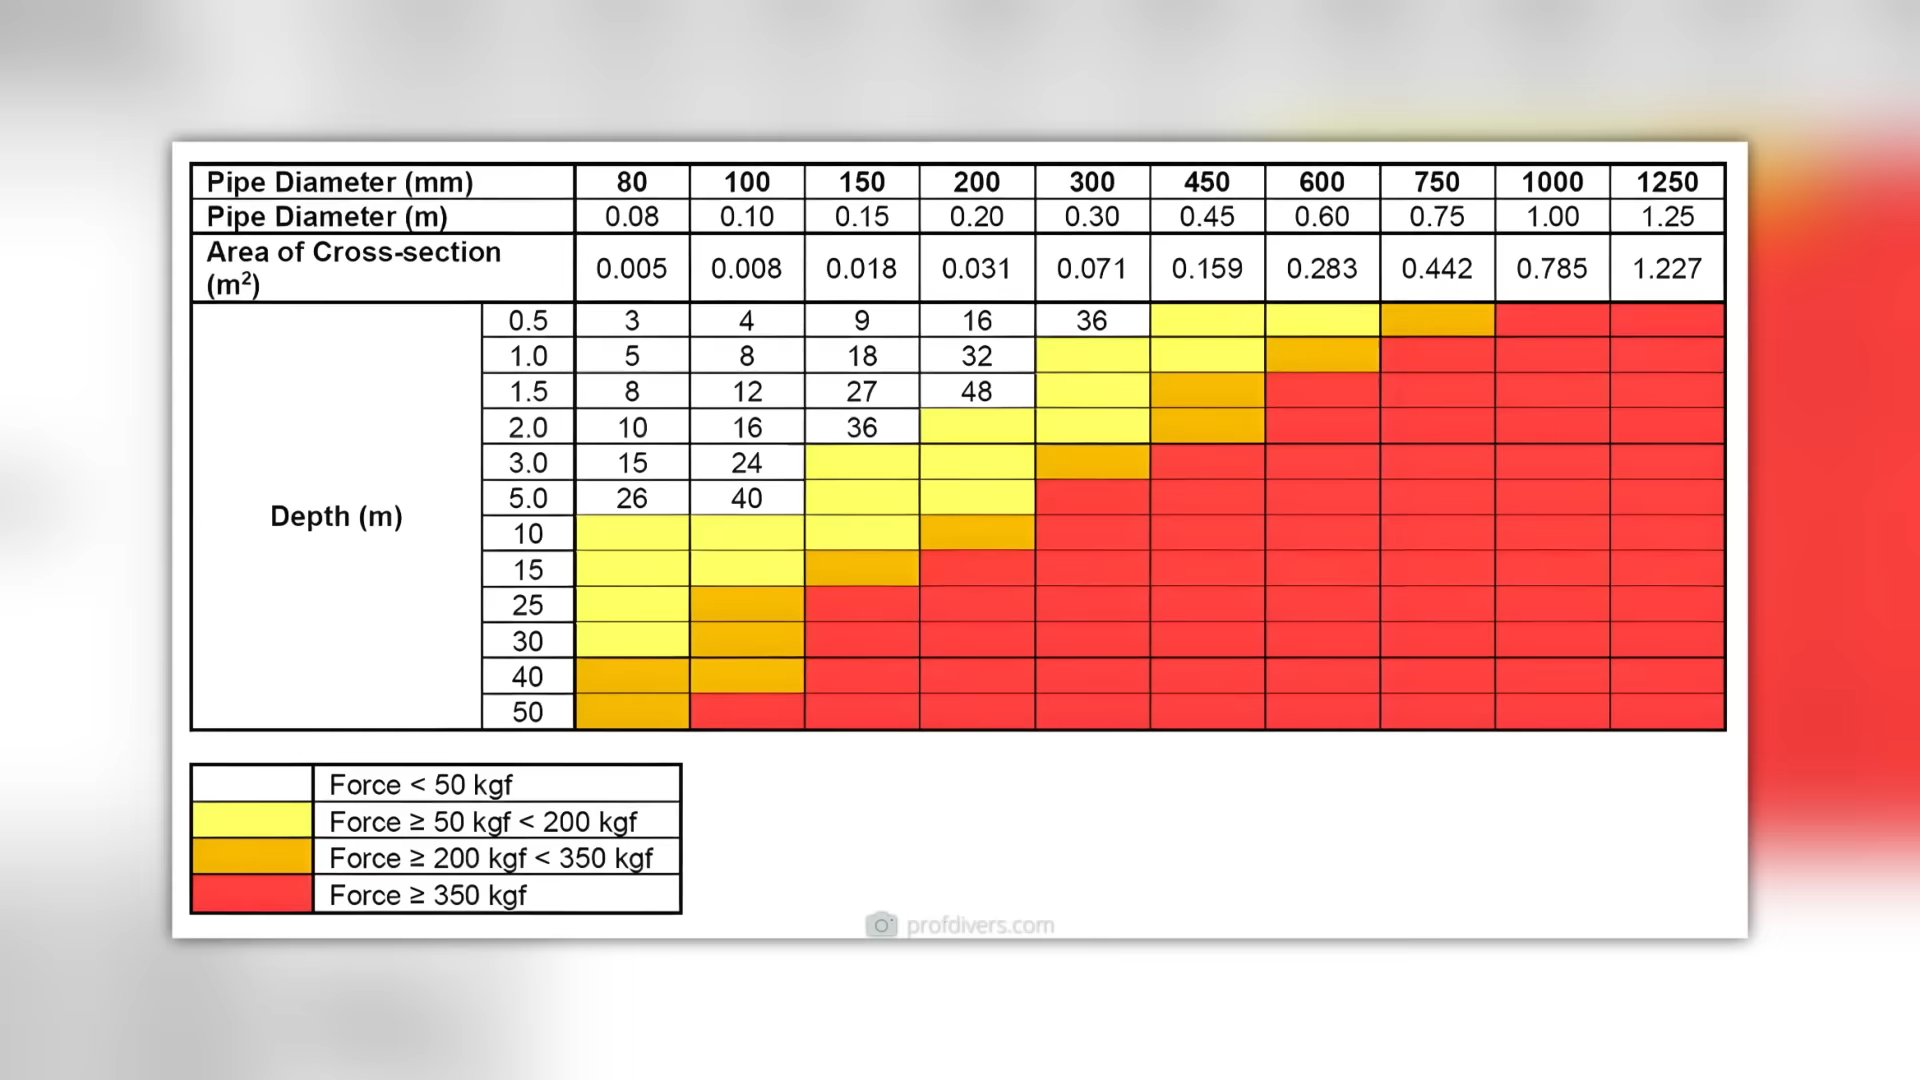 Pipe Diameter (mm) 80 100 150 200 300 450 600 750 1000 1250
Pipe Diameter (m) 0.08 0.10 0.15 0.20 0.30 0.45 0.60 0.75 1.00 1.25
Area of Cross-section
(m²) 0.005 0.008 0.018 0.031 0.071 0.159 0.283 0.442 0.785 1.227
Depth (m)
0.5 3 4 9 16 36
1.0 5 8 18 32
1.5 8 12 27 48
2.0 10 16 36
3.0 15 24
5.0 26 40
10
15
25
30
40
50
Force < 50 kgf
Force ≥ 50 kgf < 200 kgf
Force ≥ 200 kgf < 350 kgf
Force ≥ 350 kgf
profdivers.com